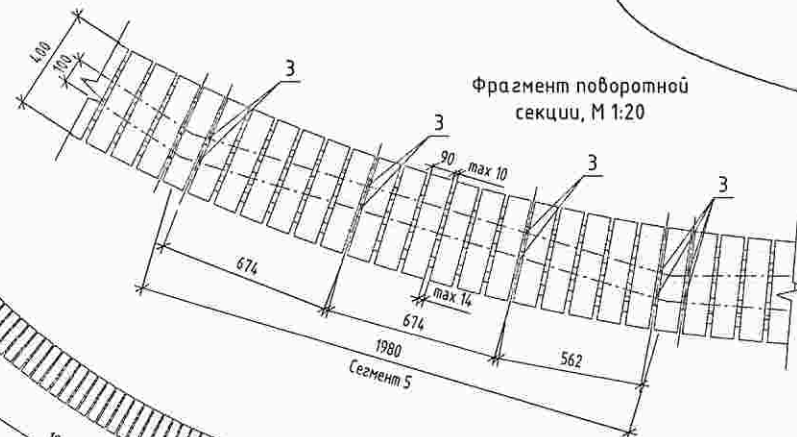 Фрагмент поворотной
секции, М 1:20
400
100
3
3
90
max 10
3
3
674
max 14
674
562
1980
Сегмент 5